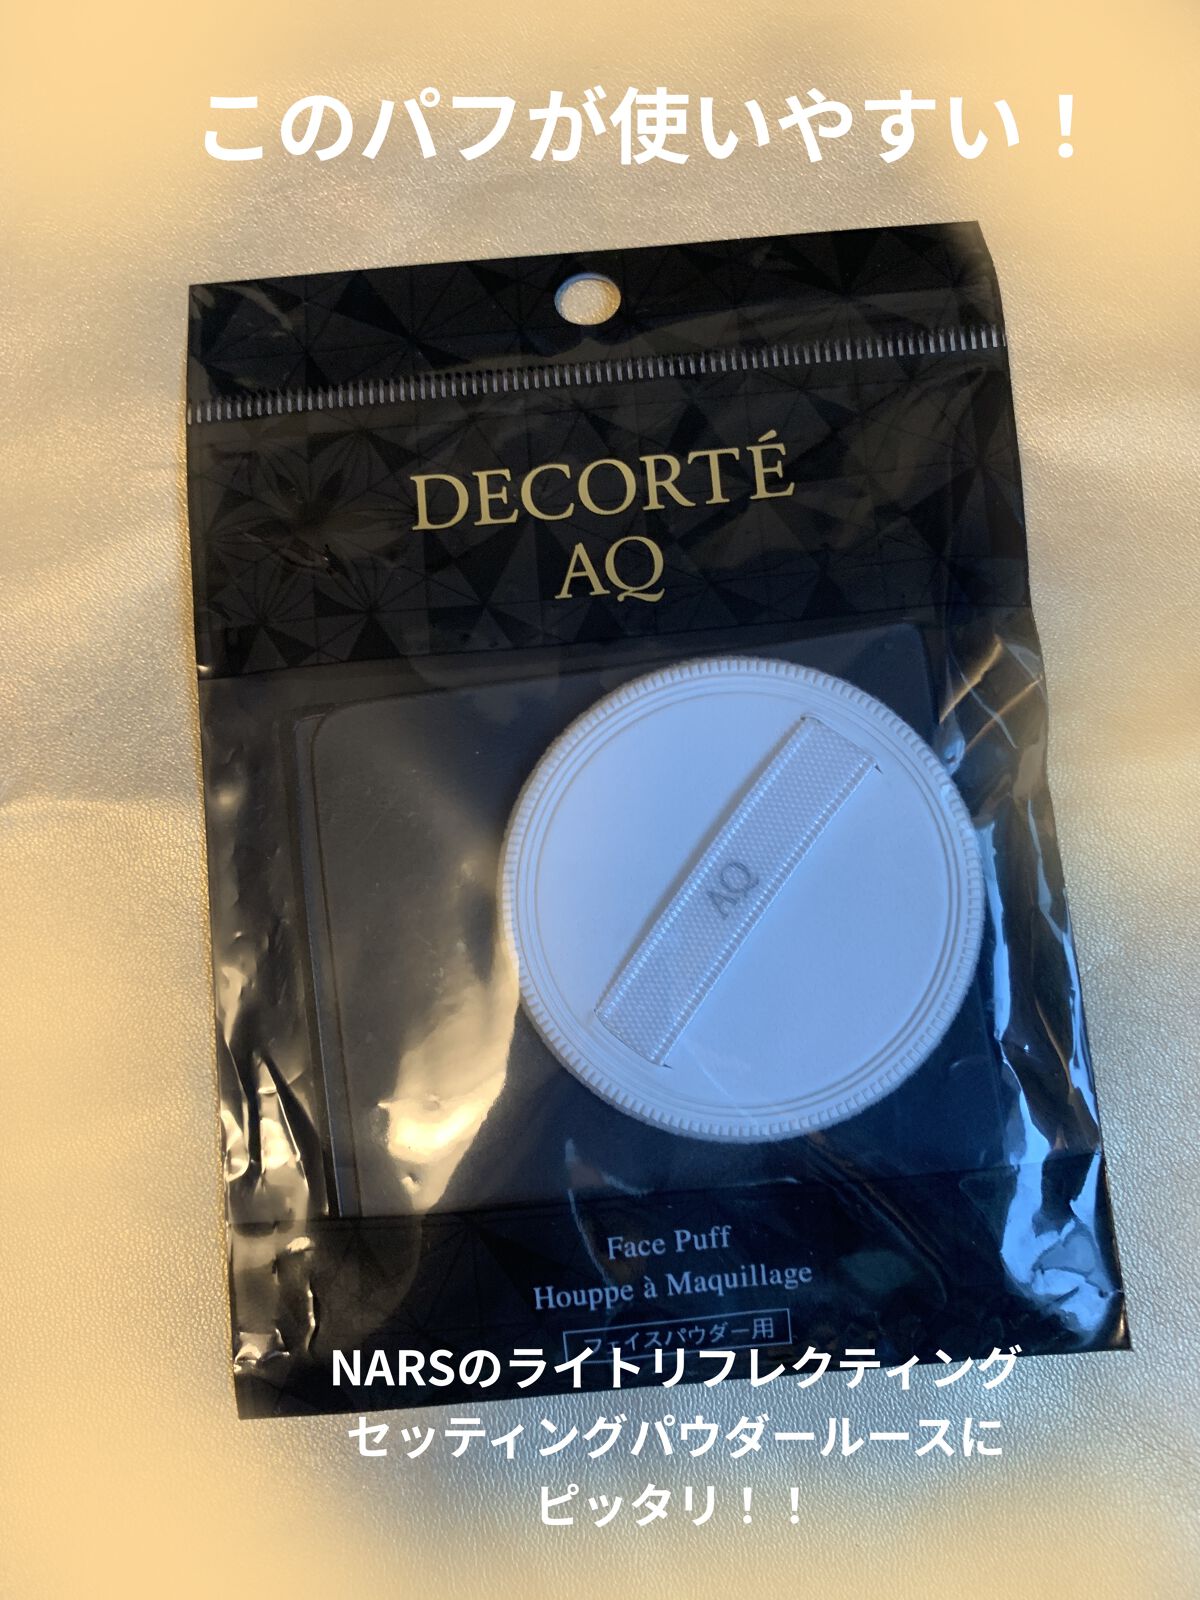 このパフが使いやすい！
DECORTÉ
AQ
AQ
Face Puff
Houppe à Maquillage
フェイスパウダー用
NARSのライトリフレクティング
セッティングパウダールースに
ピッタリ！！